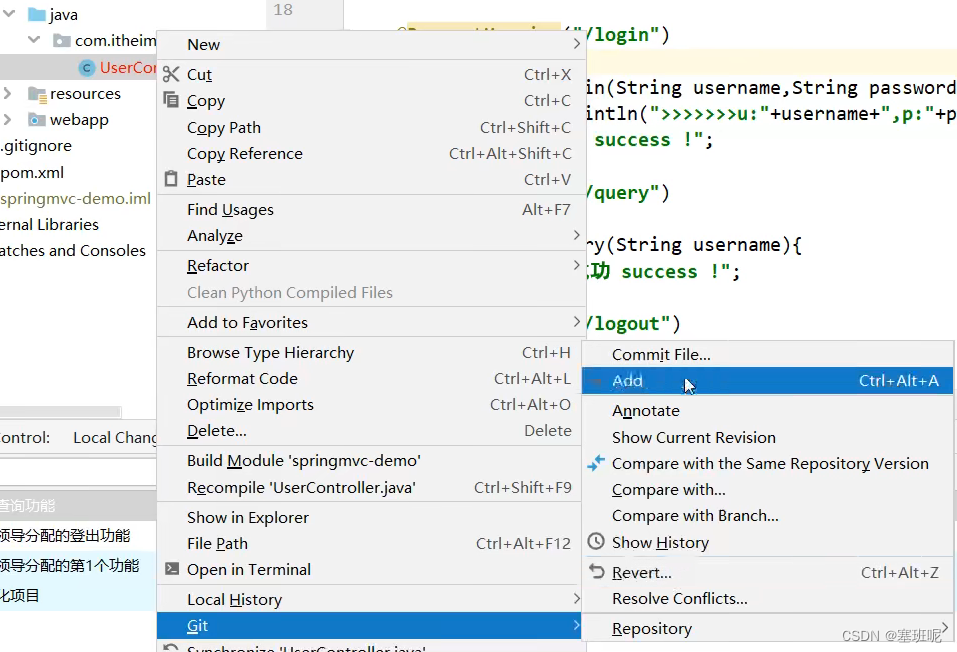 java
com.itheim
UserCon
resources
webapp
.gitignore
pom.xml
springmvc-demo.iml
ernal Libraries
atches and Consoles
ontrol: Local Chang
查询功能
领导分配的登出功能
领导分配的第1个功能
化项目
18
("/login")
in(String username,String password
intln(">>>>>>>u:"+username+",p:"+p
success !";
/query")
ry(String username){
功 success !";
/logout")
New
Cut Ctrl+X
Copy Ctrl+C
Copy Path Ctrl+Shift+C
Copy Reference Ctrl+Alt+Shift+C
Paste Ctrl+V
Find Usages Alt+F7
Analyze
Refactor
Clean Python Compiled Files
Add to Favorites
Browse Type Hierarchy Ctrl+H
Reformat Code Ctrl+Alt+L
Optimize Imports Ctrl+Alt+O
Delete... Delete
Build Module 'springmvc-demo'
Recompile 'UserController.java' Ctrl+Shift+F9
Show in Explorer
File Path Ctrl+Alt+F12
Open in Terminal
Local History
Git
Synchronize 'UserController.java'
Commit File...
Add Ctrl+Alt+A
Annotate
Show Current Revision
Compare with the Same Repository Version
Compare with...
Compare with Branch...
Show History
Revert... Ctrl+Alt+Z
Resolve Conflicts...
Repository
CSDN @塞班呢